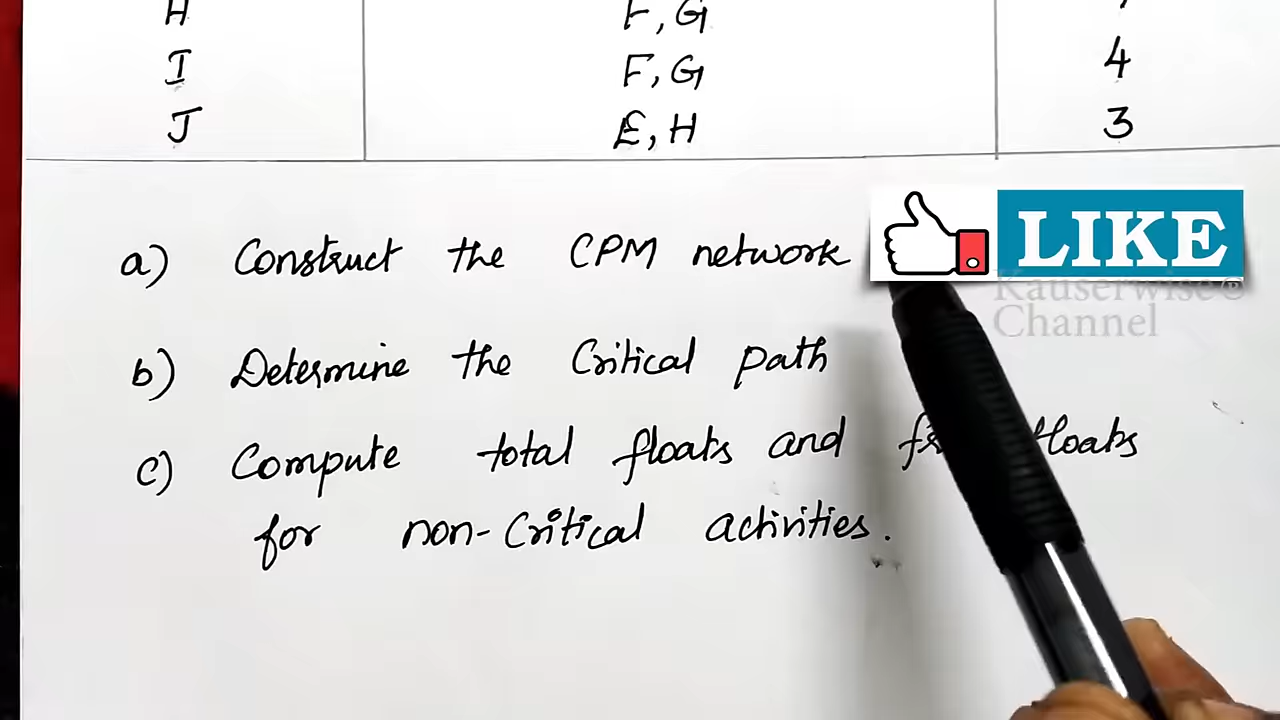 H F, G
I F, G 4
J E, H 3
a) Construct the CPM network
LIKE
Kauserwise®
Channel
b) Determine the Critical path
c) Compute total floats and floats
for non-Critical activities.